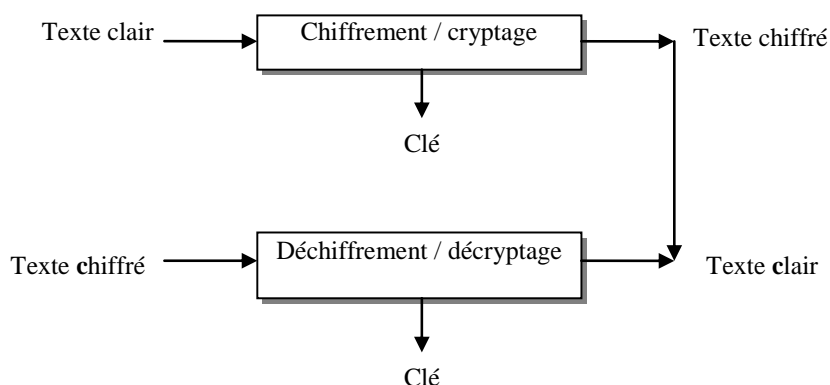 Texte clair
Chiffrement / cryptage
Texte chiffré
Clé
Texte chiffré
Déchiffrement / décryptage
Texte clair
Clé